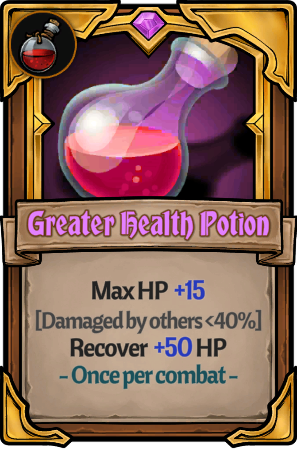 Greater Health Potion
Max HP +15
[Damaged by others <40%]
Recover +50 HP
- Once per combat -